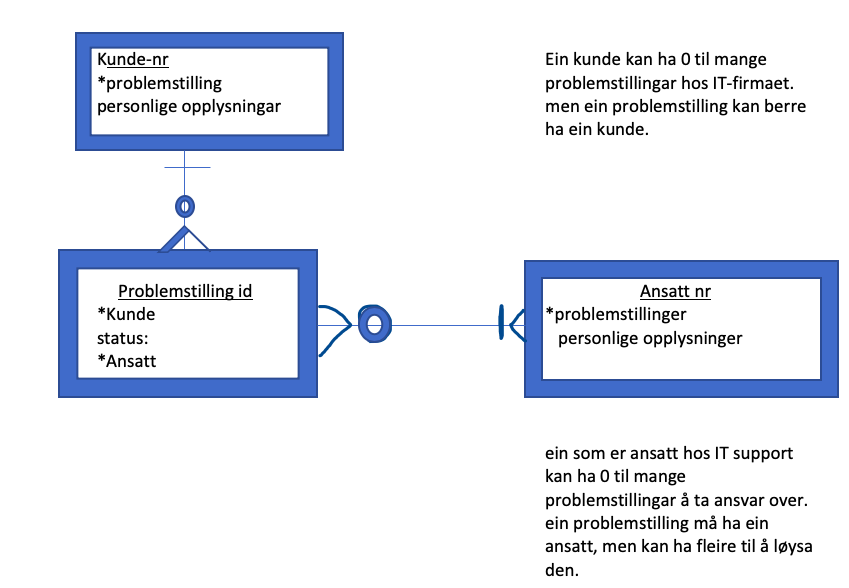 Kunde-nr
*problemstilling
personlige opplysningar
Ein kunde kan ha 0 til mange
problemstillingar hos IT-firmaet.
men ein problemstilling kan berre
ha ein kunde.
Problemstilling id
*Kunde
status:
*Ansatt
Ansatt nr
*problemstillinger
personlige opplysninger
ein som er ansatt hos IT support
kan ha 0 til mange
problemstillingar å ta ansvar over.
ein problemstilling må ha ein
ansatt, men kan ha fleire til å løysa
den.